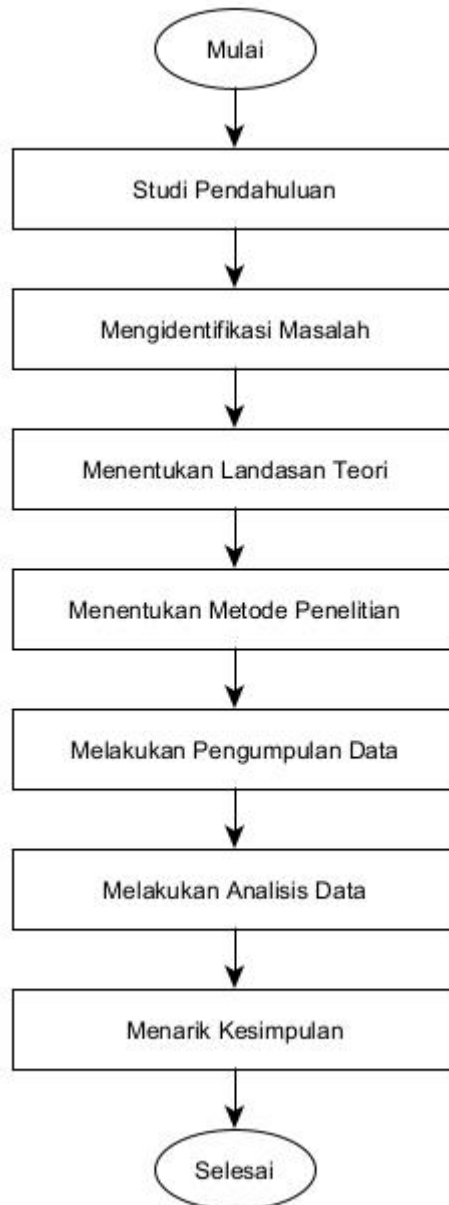 Mulai
Studi Pendahuluan
Mengidentifikasi Masalah
Menentukan Landasan Teori
Menentukan Metode Penelitian
Melakukan Pengumpulan Data
Melakukan Analisis Data
Menarik Kesimpulan
Selesai